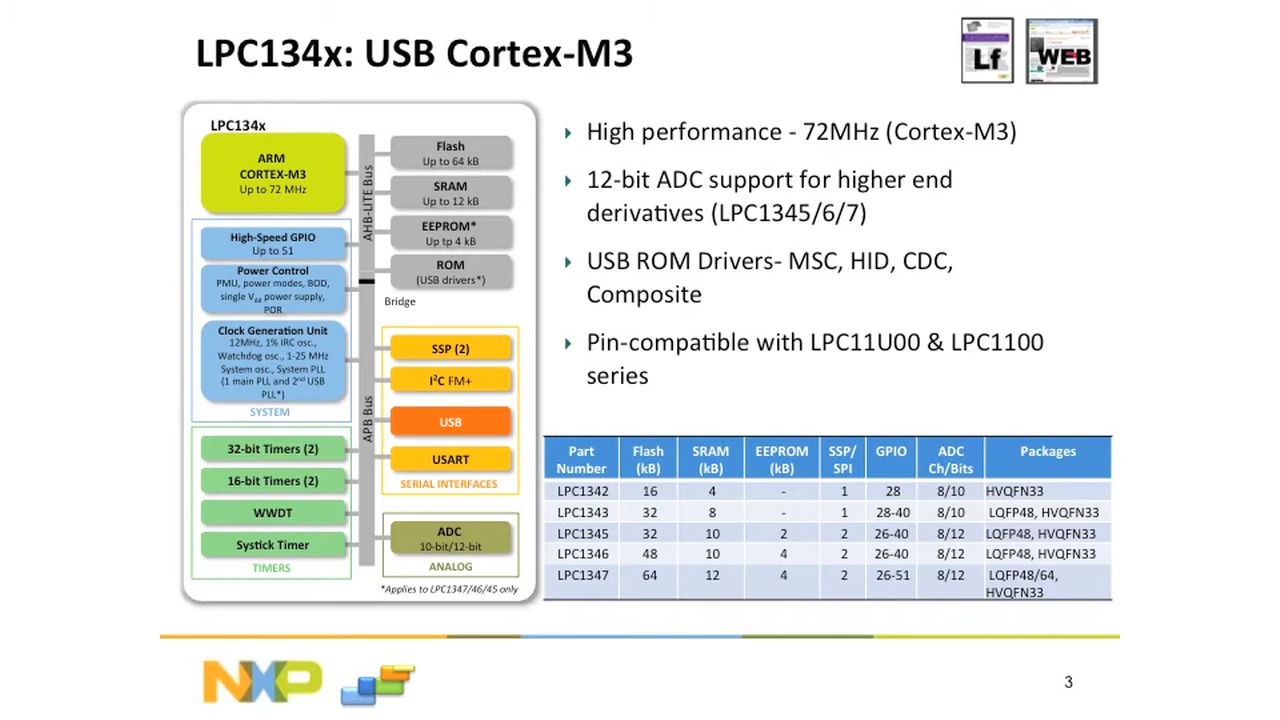 LPC134x: USB Cortex-M3
Lf
WEB
LPC134x
ARM
CORTEX-M3
Up to 72 MHz
High-Speed GPIO
Up to 51
Power Control
PMU, power modes, BOD,
single Vdd power supply,
POR
Clock Generation Unit
12MHz, 1% IRC osc.,
Watchdog osc., 1-25 MHz
System osc., System PLL
(1 main PLL and 2nd USB
PLL*)
SYSTEM
32-bit Timers (2)
16-bit Timers (2)
WWDT
Systick Timer
TIMERS
AHB-LITE Bus
APB Bus
Flash
Up to 64 kB
SRAM
Up to 12 kB
EEPROM*
Up tp 4 kB
ROM
(USB drivers*)
Bridge
SSP (2)
I²C FM+
USB
USART
SERIAL INTERFACES
ADC
10-bit/12-bit
ANALOG
*Applies to LPC1347/46/45 only
High performance - 72MHz (Cortex-M3)
12-bit ADC support for higher end
derivatives (LPC1345/6/7)
USB ROM Drivers- MSC, HID, CDC,
Composite
Pin-compatible with LPC11U00 & LPC1100
series
Part Number Flash (kB) SRAM (kB) EEPROM (kB) SSP/SPI GPIO ADC Ch/Bits Packages
LPC1342 16 4 - 1 28 8/10 HVQFN33
LPC1343 32 8 - 1 28-40 8/10 LQFP48, HVQFN33
LPC1345 32 10 2 2 26-40 8/12 LQFP48, HVQFN33
LPC1346 48 10 4 2 26-40 8/12 LQFP48, HVQFN33
LPC1347 64 12 4 2 26-51 8/12 LQFP48/64,
HVQFN33
NXP
3